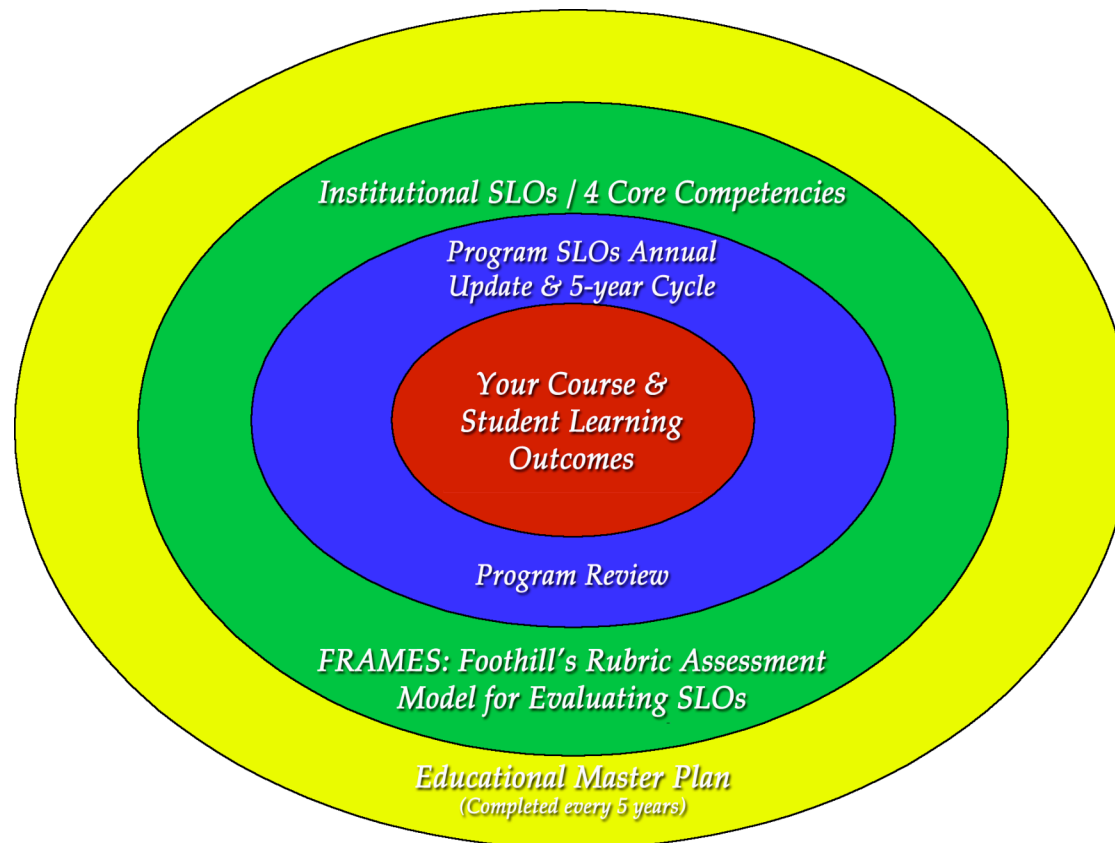 Institutional SLOs / 4 Core Competencies
Program SLOs Annual
Update & 5-year Cycle
Your Course &
Student Learning
Outcomes
Program Review
FRAMES: Foothill's Rubric Assessment
Model for Evaluating SLOs
Educational Master Plan
(Completed every 5 years)